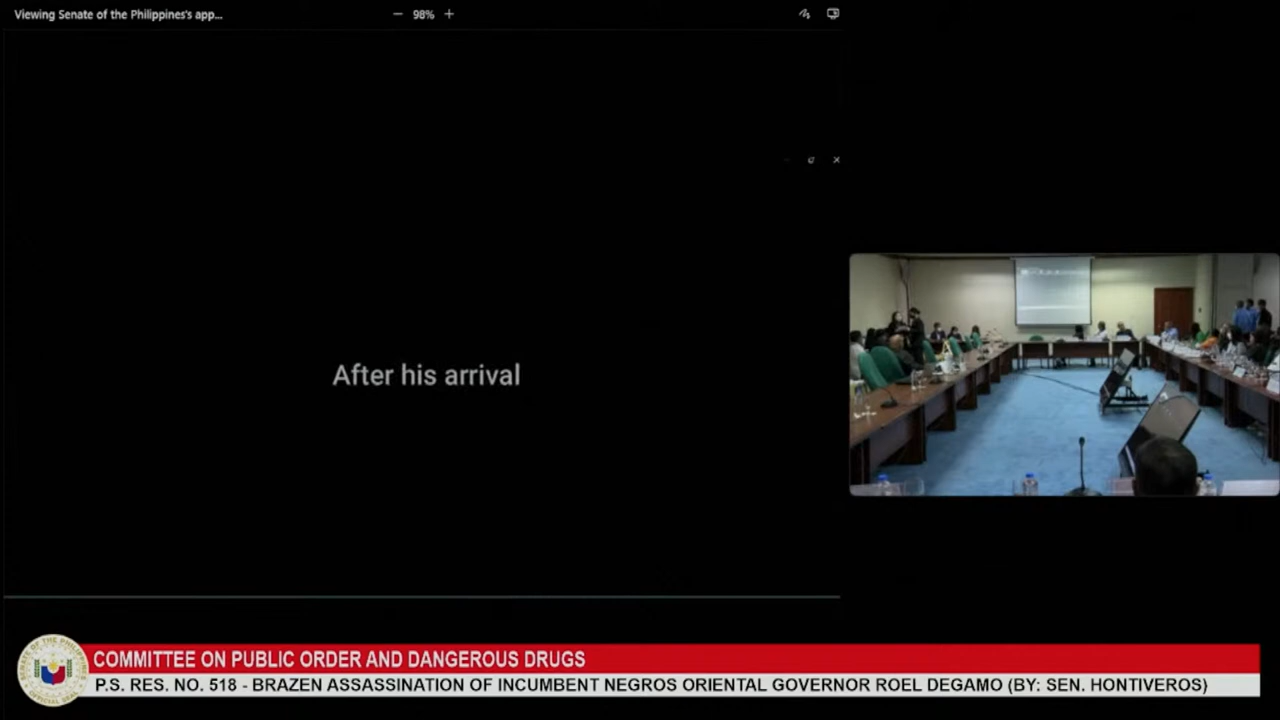 Viewing Senate of the Philippines's app...
98%
After his arrival
COMMITTEE ON PUBLIC ORDER AND DANGEROUS DRUGS
P.S. RES. NO. 518 - BRAZEN ASSASSINATION OF INCUMBENT NEGROS ORIENTAL GOVERNOR ROEL DEGAMO (BY: SEN. HONTIVEROS)